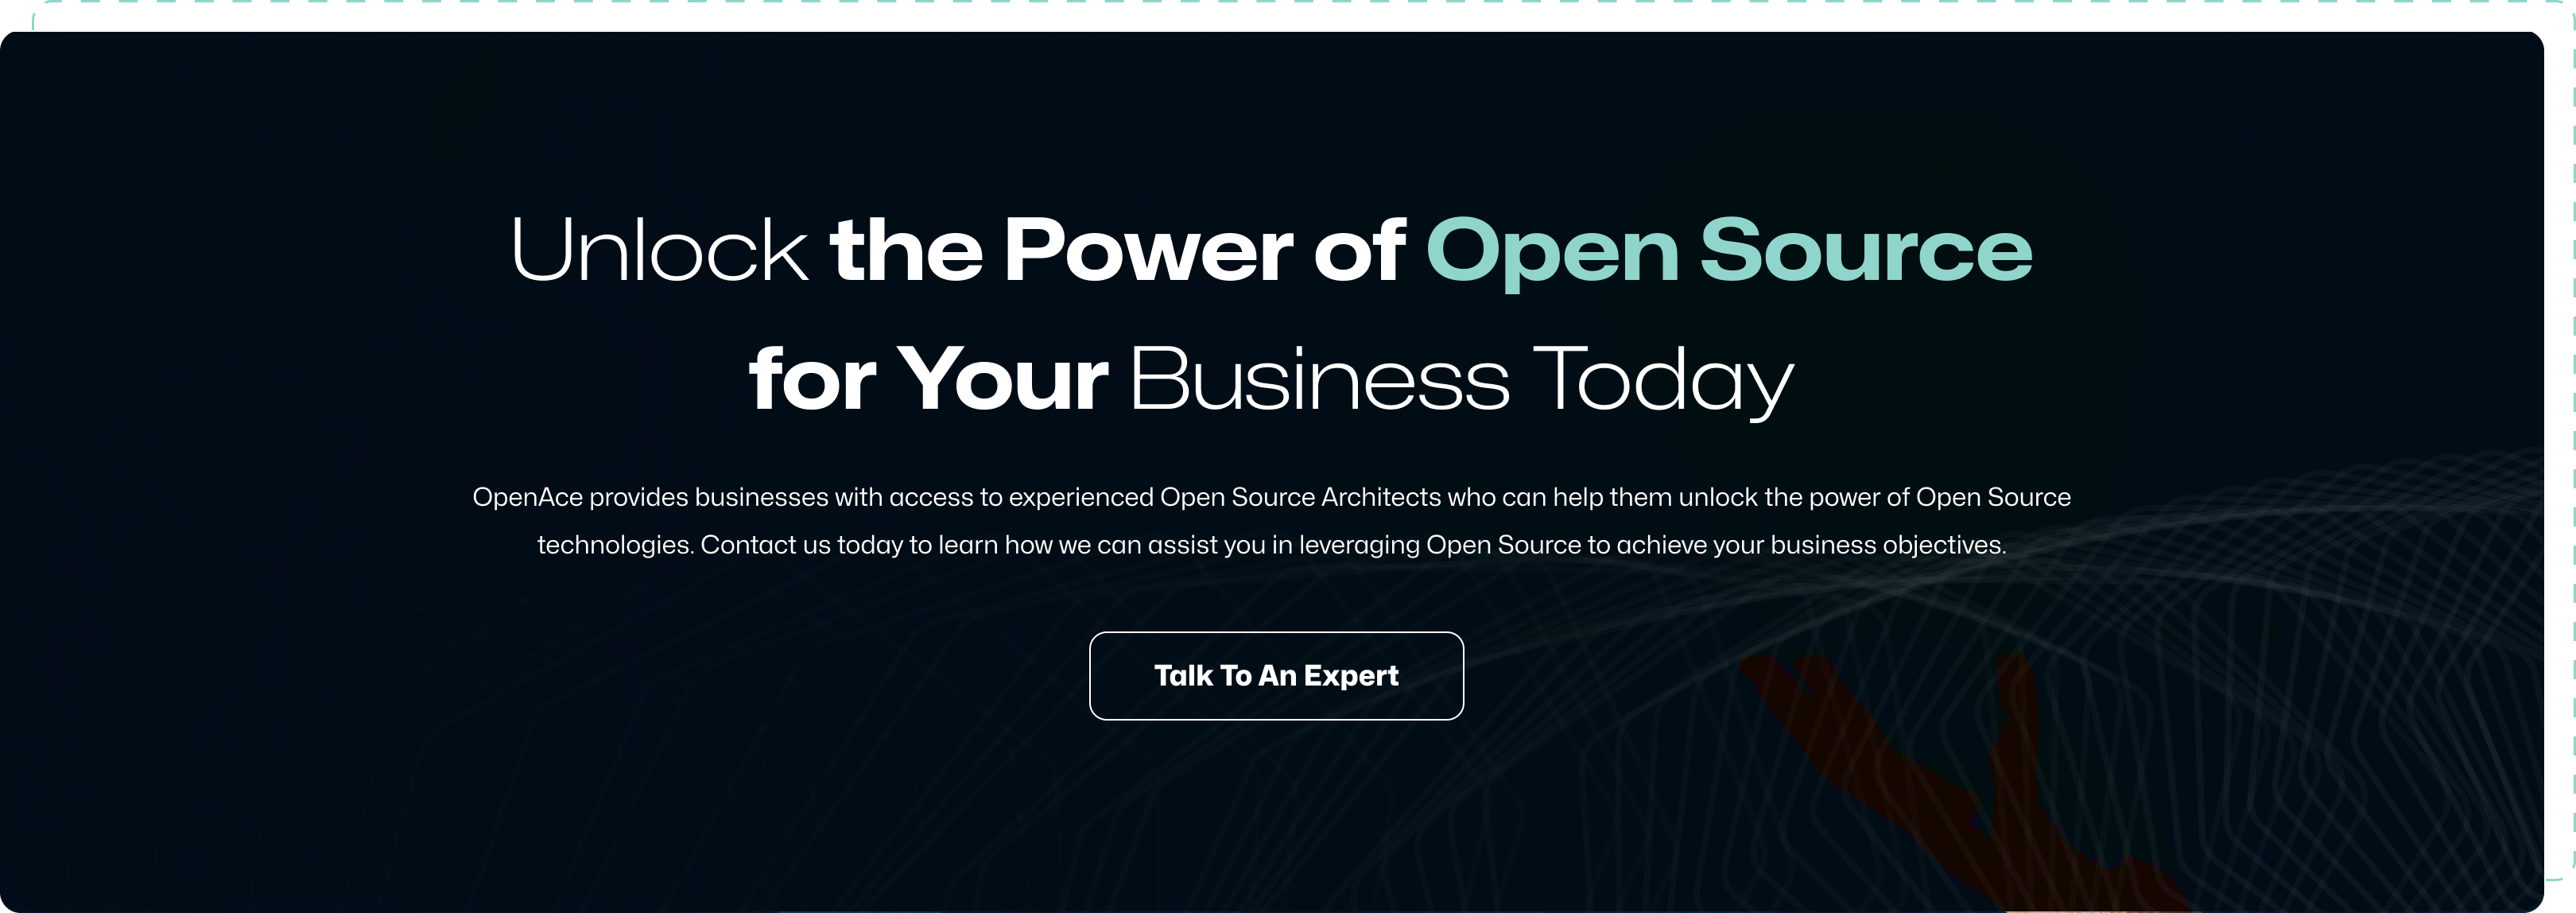 Unlock the Power of Open Source
for Your Business Today
OpenAce provides businesses with access to experienced Open Source Architects who can help them unlock the power of Open Source
technologies. Contact us today to learn how we can assist you in leveraging Open Source to achieve your business objectives.
Talk To An Expert